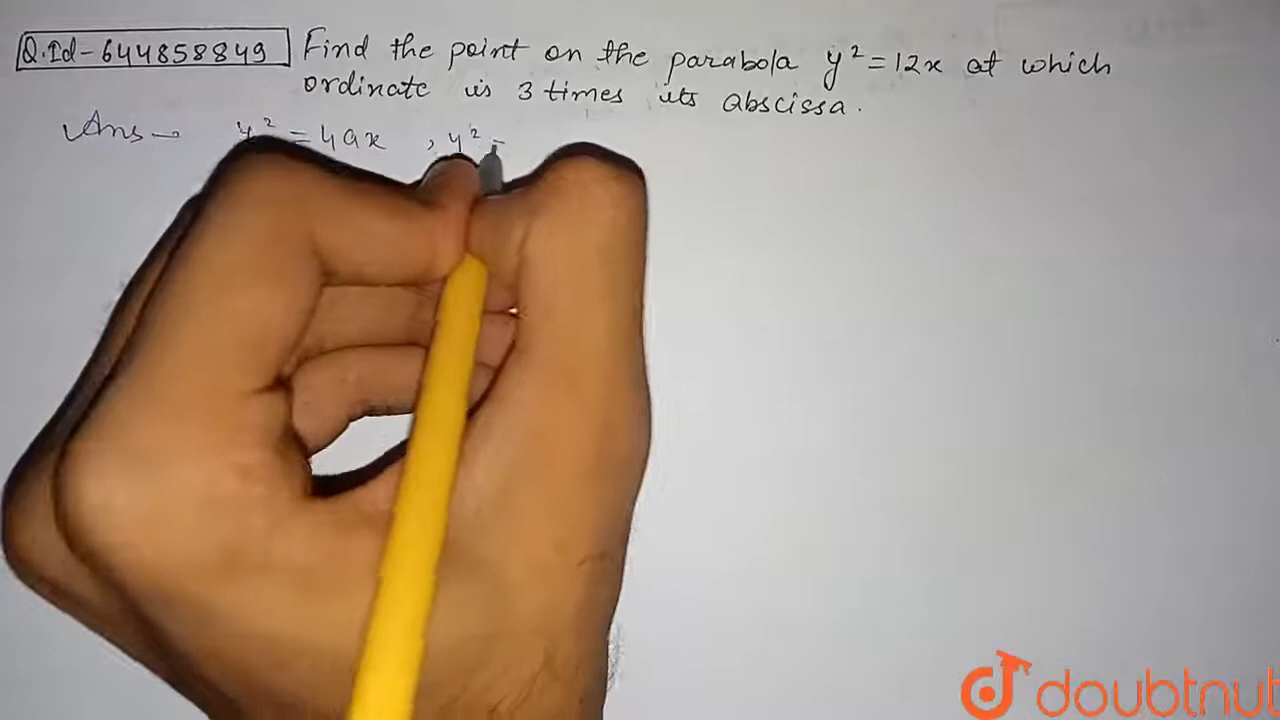 Q.Id-644858849 Find the point on the parabola y²=12x at which
ordinate is 3 times its abscissa.
Ans→ y² = 4ax , y² =
doubtnut